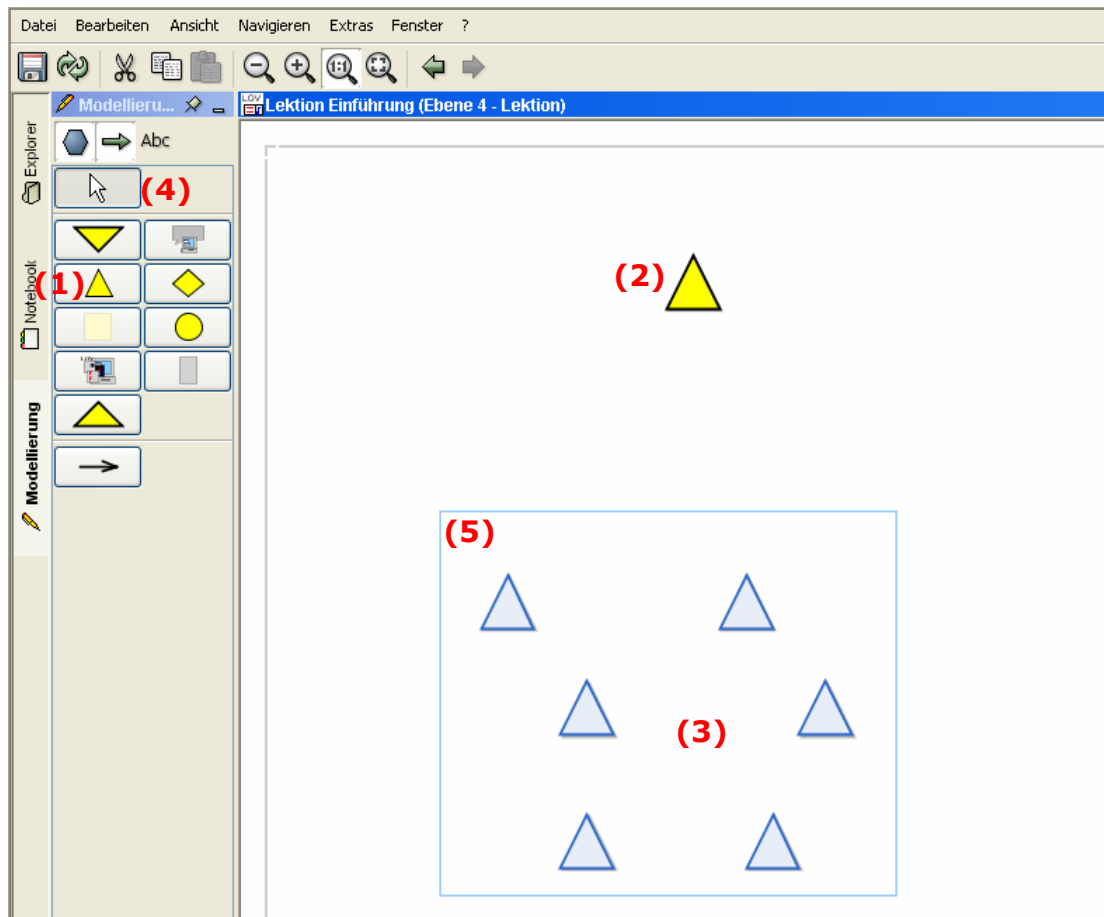 Datei Bearbeiten Ansicht Navigieren Extras Fenster ?
Modellieru...
LOV
Lektion Einführung (Ebene 4 - Lektion)
Abc
Explorer
(4)
Notebook
(1)
(2)
Modellierung
(5)
(3)